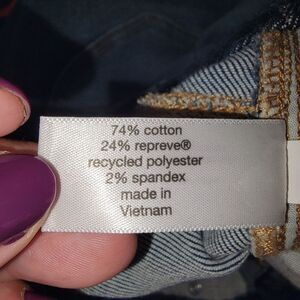 74% cotton
24% repreve®
recycled polyester
2% spandex
made in
Vietnam